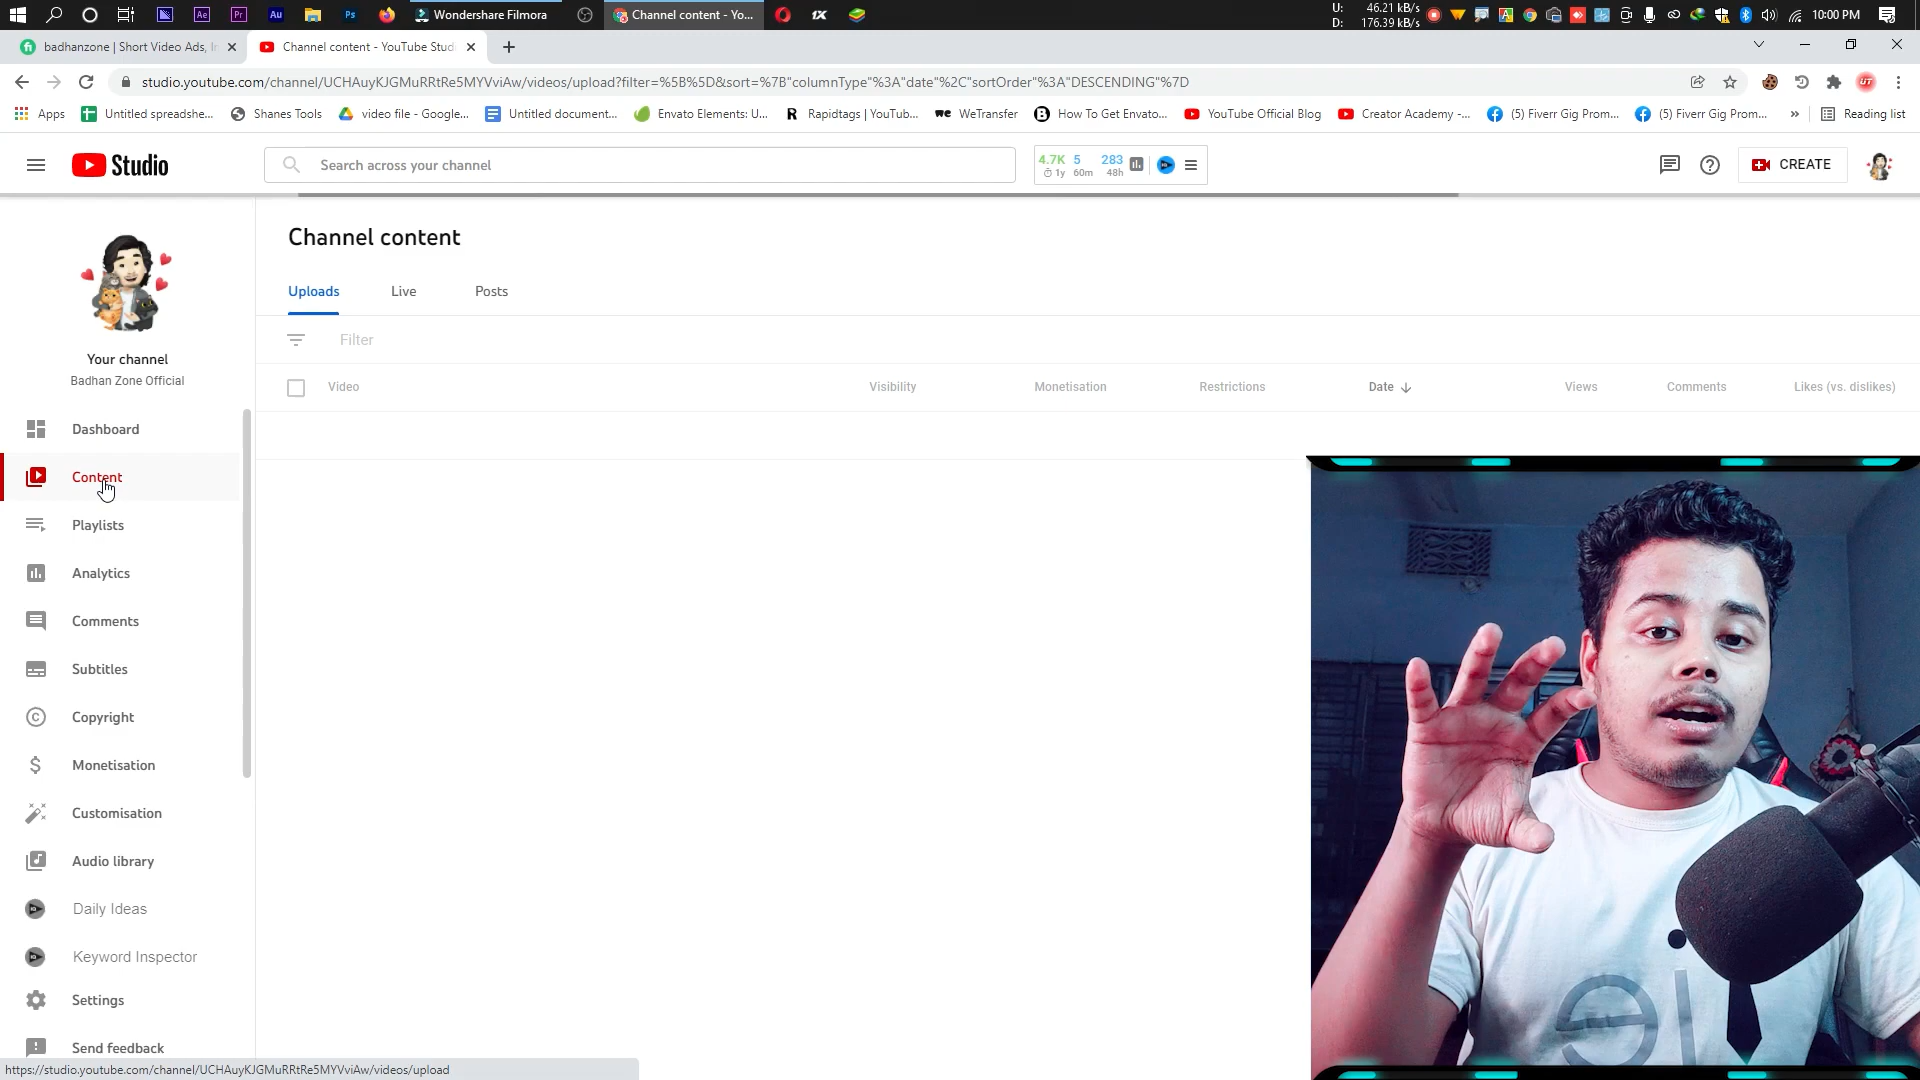 Ae Pr Au Ps Wondershare Filmora Channel content - Yo... 1X U: 46.21 kB/s 10:00 PM
D: 176.39 kB/s
badhanzone | Short Video Ads, I Channel content - YouTube Stud
studio.youtube.com/channel/UCHAuyKJGMuRRtRe5MYVviAw/videos/upload?filter=%5B%5D&sort=%7B"columnType"%3A"date"%2C"sortOrder"%3A"DESCENDING"%7D
Apps Untitled spreadshe... Shanes Tools video file - Google... Untitled document... Envato Elements: U... R Rapidtags | YouTub... we WeTransfer How To Get Envato... YouTube Official Blog Creator Academy -... (5) Fiverr Gig Prom... (5) Fiverr Gig Prom... » Reading list
Studio Search across your channel 4.7K 5 283 CREATE
1y 60m 48h
Channel content
Uploads Live Posts
Filter
Your channel
Badhan Zone Official
Video Visibility Monetisation Restrictions Date Views Comments Likes (vs. dislikes)
Dashboard
Content
Playlists
Analytics
Comments
Subtitles
Copyright
Monetisation
Customisation
Audio library
Daily Ideas
Keyword Inspector
Settings
Send feedback
https://studio.youtube.com/channel/UCHAuyKJGMuRRtRe5MYVviAw/videos/upload